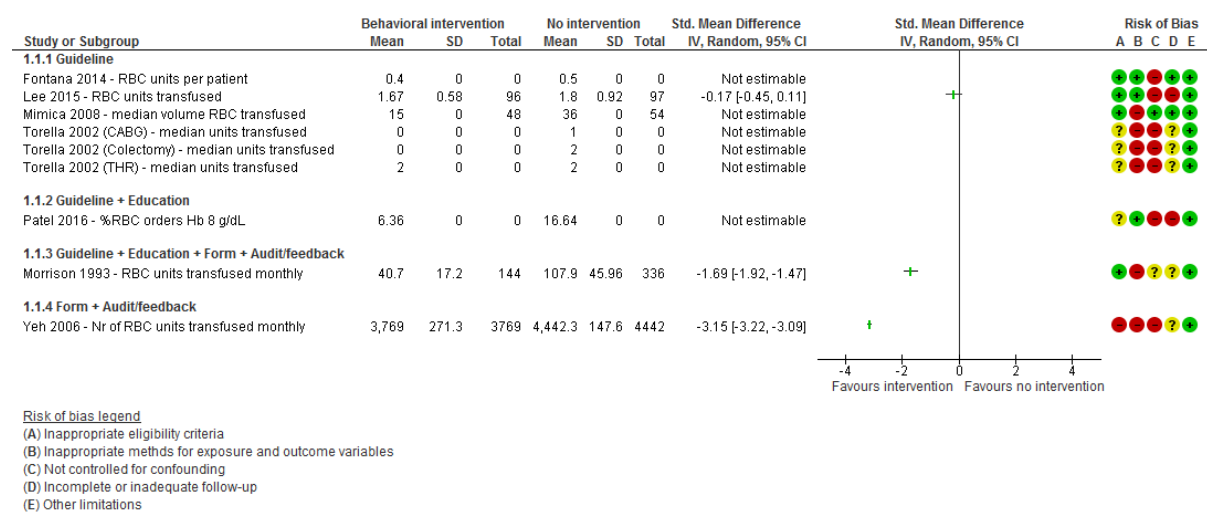 Behavioral intervention No intervention Std. Mean Difference Std. Mean Difference Risk of Bias
Study or Subgroup Mean SD Total Mean SD Total IV, Random, 95% CI IV, Random, 95% CI A B C D E
1.1.1 Guideline
Fontana 2014 - RBC units per patient 0.4 0 0 0.5 0 0 Not estimable + + - + +
Lee 2015 - RBC units transfused 1.67 0.58 96 1.8 0.92 97 -0.17 [-0.45, 0.11] + + - - +
Mimica 2008 - median volume RBC transfused 15 0 48 36 0 54 Not estimable + - + + +
Torella 2002 (CABG) - median units transfused 0 0 0 1 0 0 Not estimable ? - - ? +
Torella 2002 (Colectomy) - median units transfused 0 0 0 2 0 0 Not estimable ? - - ? +
Torella 2002 (THR) - median units transfused 2 0 0 2 0 0 Not estimable ? - - ? +
1.1.2 Guideline + Education
Patel 2016 - %RBC orders Hb 8 g/dL 6.36 0 0 16.64 0 0 Not estimable ? + - - +
1.1.3 Guideline + Education + Form + Audit/feedback
Morrison 1993 - RBC units transfused monthly 40.7 17.2 144 107.9 45.96 336 -1.69 [-1.92, -1.47] + - ? ? +
1.1.4 Form + Audit/feedback
Yeh 2006 - Nr of RBC units transfused monthly 3,769 271.3 3769 4,442.3 147.6 4442 -3.15 [-3.22, -3.09] - - - ? +
-4 -2 0 2 4
Favours intervention Favours no intervention
Risk of bias legend
(A) Inappropriate eligibility criteria
(B) Inappropriate methds for exposure and outcome variables
(C) Not controlled for confounding
(D) Incomplete or inadequate follow-up
(E) Other limitations